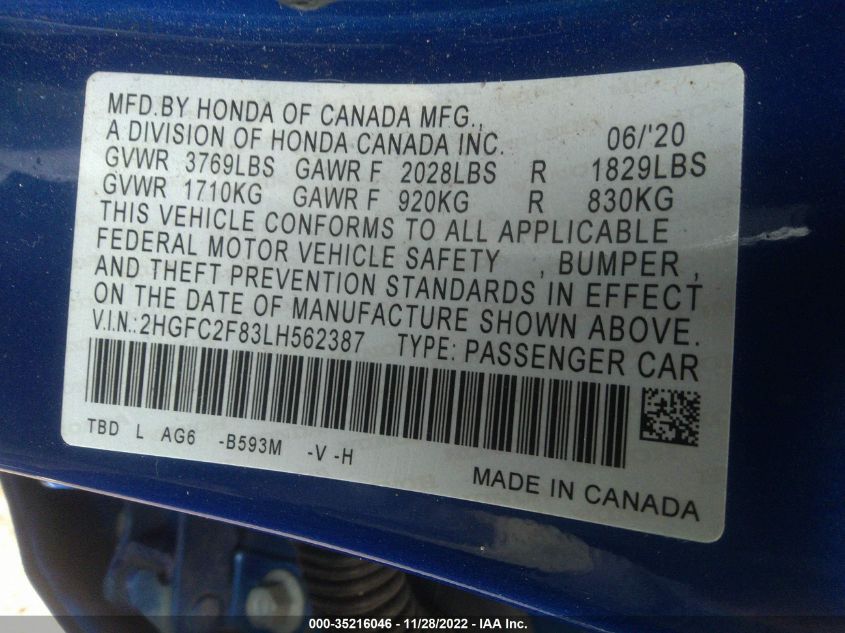 MFD.BY HONDA OF CANADA MFG.,
A DIVISION OF HONDA CANADA INC. 06/'20
GVWR 3769LBS GAWR F 2028LBS R 1829LBS
GVWR 1710KG GAWR F 920KG R 830KG
THIS VEHICLE CONFORMS TO ALL APPLICABLE
FEDERAL MOTOR VEHICLE SAFETY , BUMPER ,
AND THEFT PREVENTION STANDARDS IN EFFECT
ON THE DATE OF MANUFACTURE SHOWN ABOVE.
V.I.N.:2HGFC2F83LH562387 TYPE: PASSENGER CAR
TBD L AG6 -B593M -V -H
MADE IN CANADA
000-35216046 - 11/28/2022 - IAA Inc.